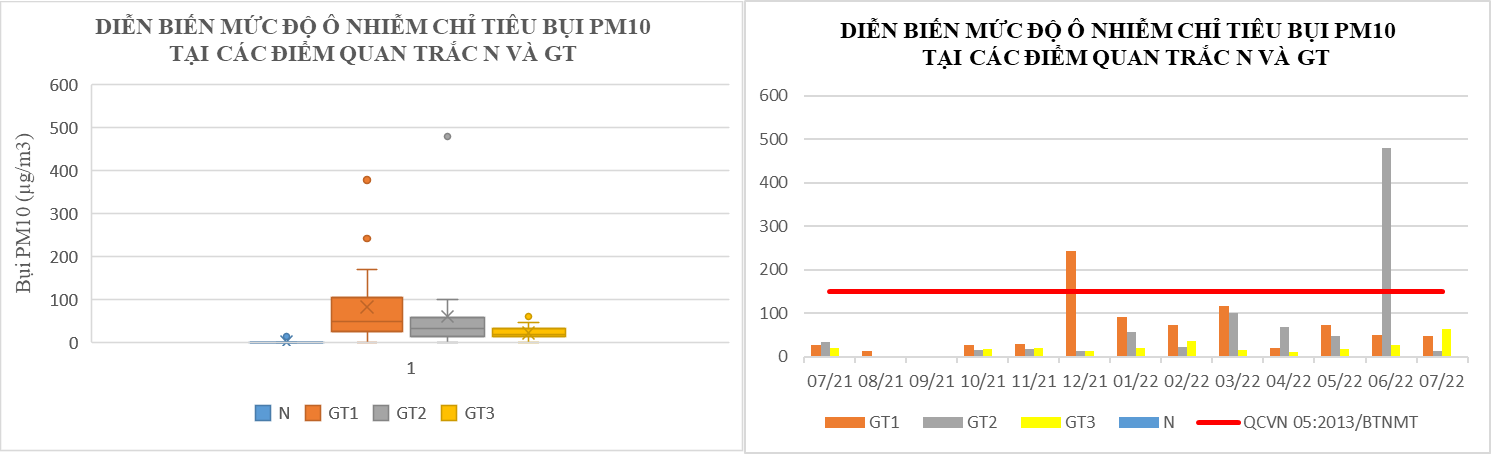 DIỄN BIẾN MỨC ĐỘ Ô NHIỄM CHỈ TIÊU BỤI PM10
TẠI CÁC ĐIỂM QUAN TRẮC N VÀ GT
600
500
400
300
200
100
0
Bụi PM10 (µg/m3)
1
N GT1 GT2 GT3
DIỄN BIẾN MỨC ĐỘ Ô NHIỄM CHỈ TIÊU BỤI PM10
TẠI CÁC ĐIỂM QUAN TRẮC N VÀ GT
600
500
400
300
200
100
0
07/21 08/21 09/21 10/21 11/21 12/21 01/22 02/22 03/22 04/22 05/22 06/22 07/22
GT1 GT2 GT3 N QCVN 05:2013/BTNMT